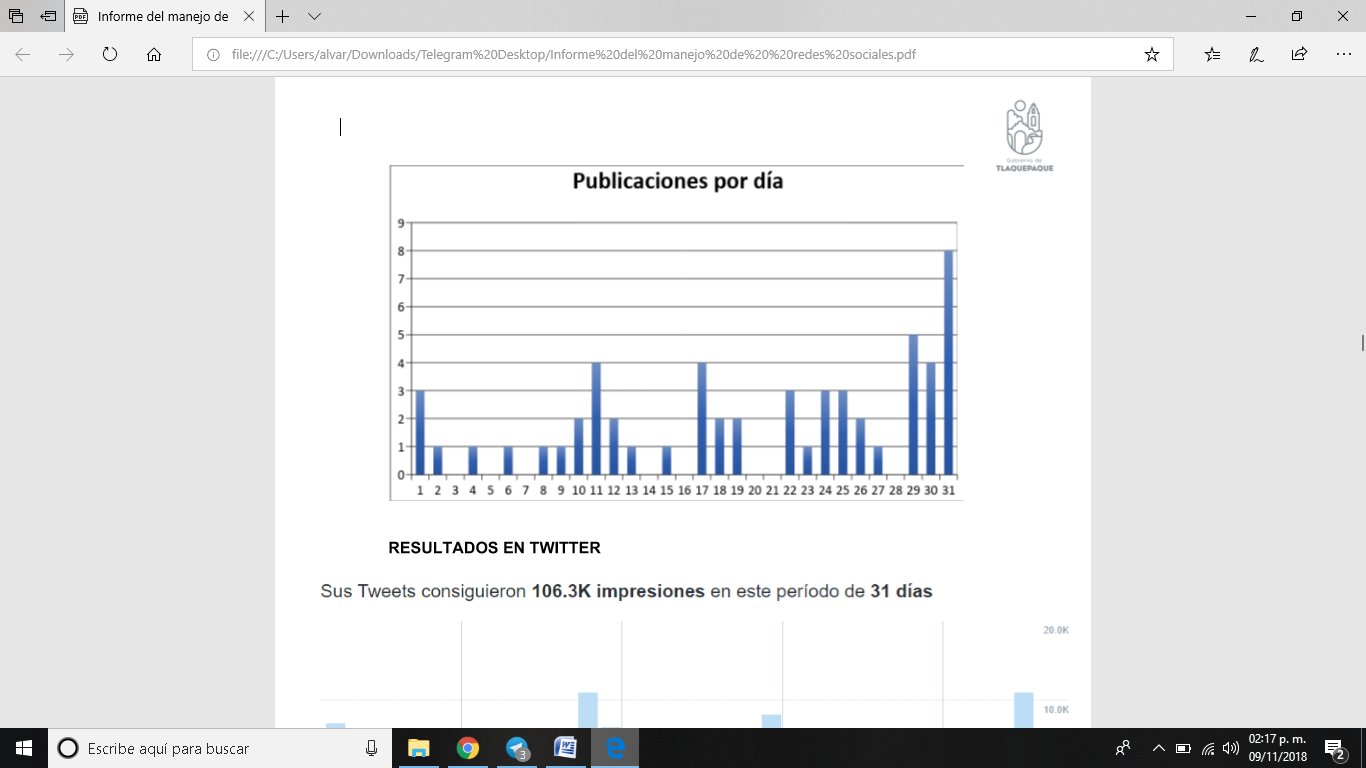 Informe del manejo de
file:///C:/Users/alvar/Downloads/Telegram%20Desktop/Informe%20del%20manejo%20de%20%20redes%20sociales.pdf
Gobierno de
TLAQUEPAQUE
Publicaciones por día
9
8
7
6
5
4
3
2
1
0
1 2 3 4 5 6 7 8 9 10 11 12 13 14 15 16 17 18 19 20 21 22 23 24 25 26 27 28 29 30 31
RESULTADOS EN TWITTER
Sus Tweets consiguieron 106.3K impresiones en este período de 31 días
20.0K
10.0K
Escribe aquí para buscar
3
02:17 p. m.
09/11/2018
2